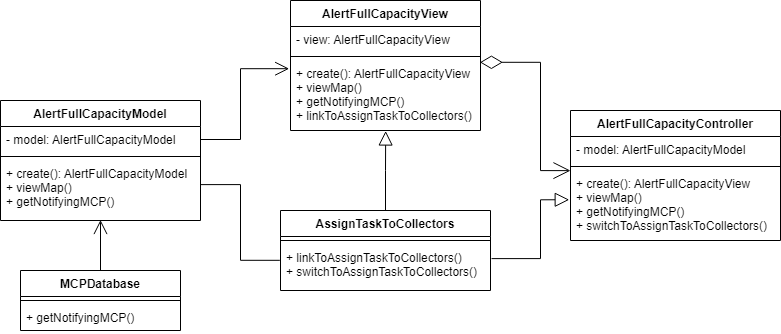 AlertFullCapacityView
- view: AlertFullCapacityView
+ create(): AlertFullCapacityView
+ viewMap()
+ getNotifyingMCP()
+ linkToAssignTaskToCollectors()
AlertFullCapacityModel
- model: AlertFullCapacityModel
+ create(): AlertFullCapacityModel
+ viewMap()
+ getNotifyingMCP()
AlertFullCapacityController
- model: AlertFullCapacityModel
+ create(): AlertFullCapacityView
+ viewMap()
+ getNotifyingMCP()
+ switchToAssignTaskToCollectors()
AssignTaskToCollectors
+ linkToAssignTaskToCollectors()
+ switchToAssignTaskToCollectors()
MCPDatabase
+ getNotifyingMCP()